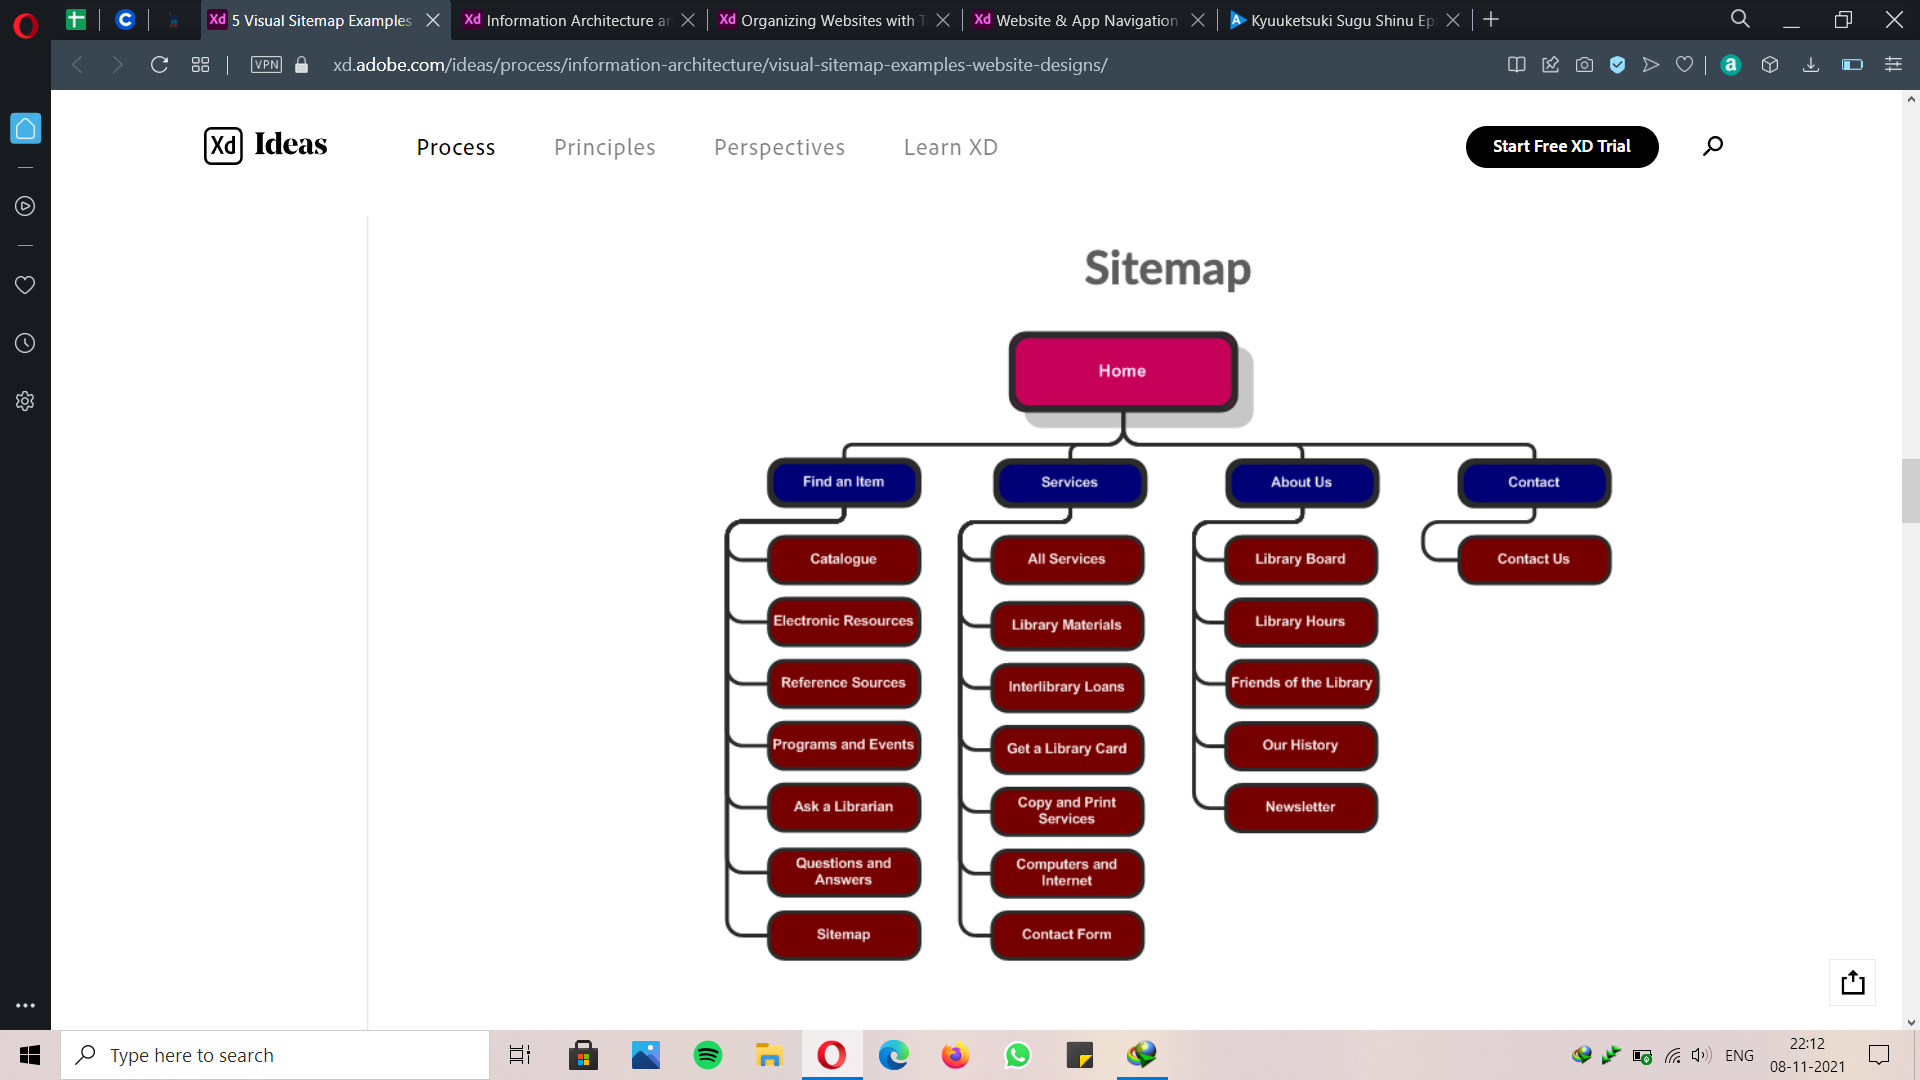 5 Visual Sitemap Examples
Information Architecture ar
Organizing Websites with T
Website & App Navigation
Kyuuketsuki Sugu Shinu Ep
VPN
xd.adobe.com/ideas/process/information-architecture/visual-sitemap-examples-website-designs/
Xd Ideas
Process
Principles
Perspectives
Learn XD
Start Free XD Trial
Sitemap
Home
Find an Item
Services
About Us
Contact
Catalogue
Electronic Resources
Reference Sources
Programs and Events
Ask a Librarian
Questions and
Answers
Sitemap
All Services
Library Materials
Interlibrary Loans
Get a Library Card
Copy and Print
Services
Computers and
Internet
Contact Form
Library Board
Library Hours
Friends of the Library
Our History
Newsletter
Contact Us
Type here to search
ENG
22:12
08-11-2021